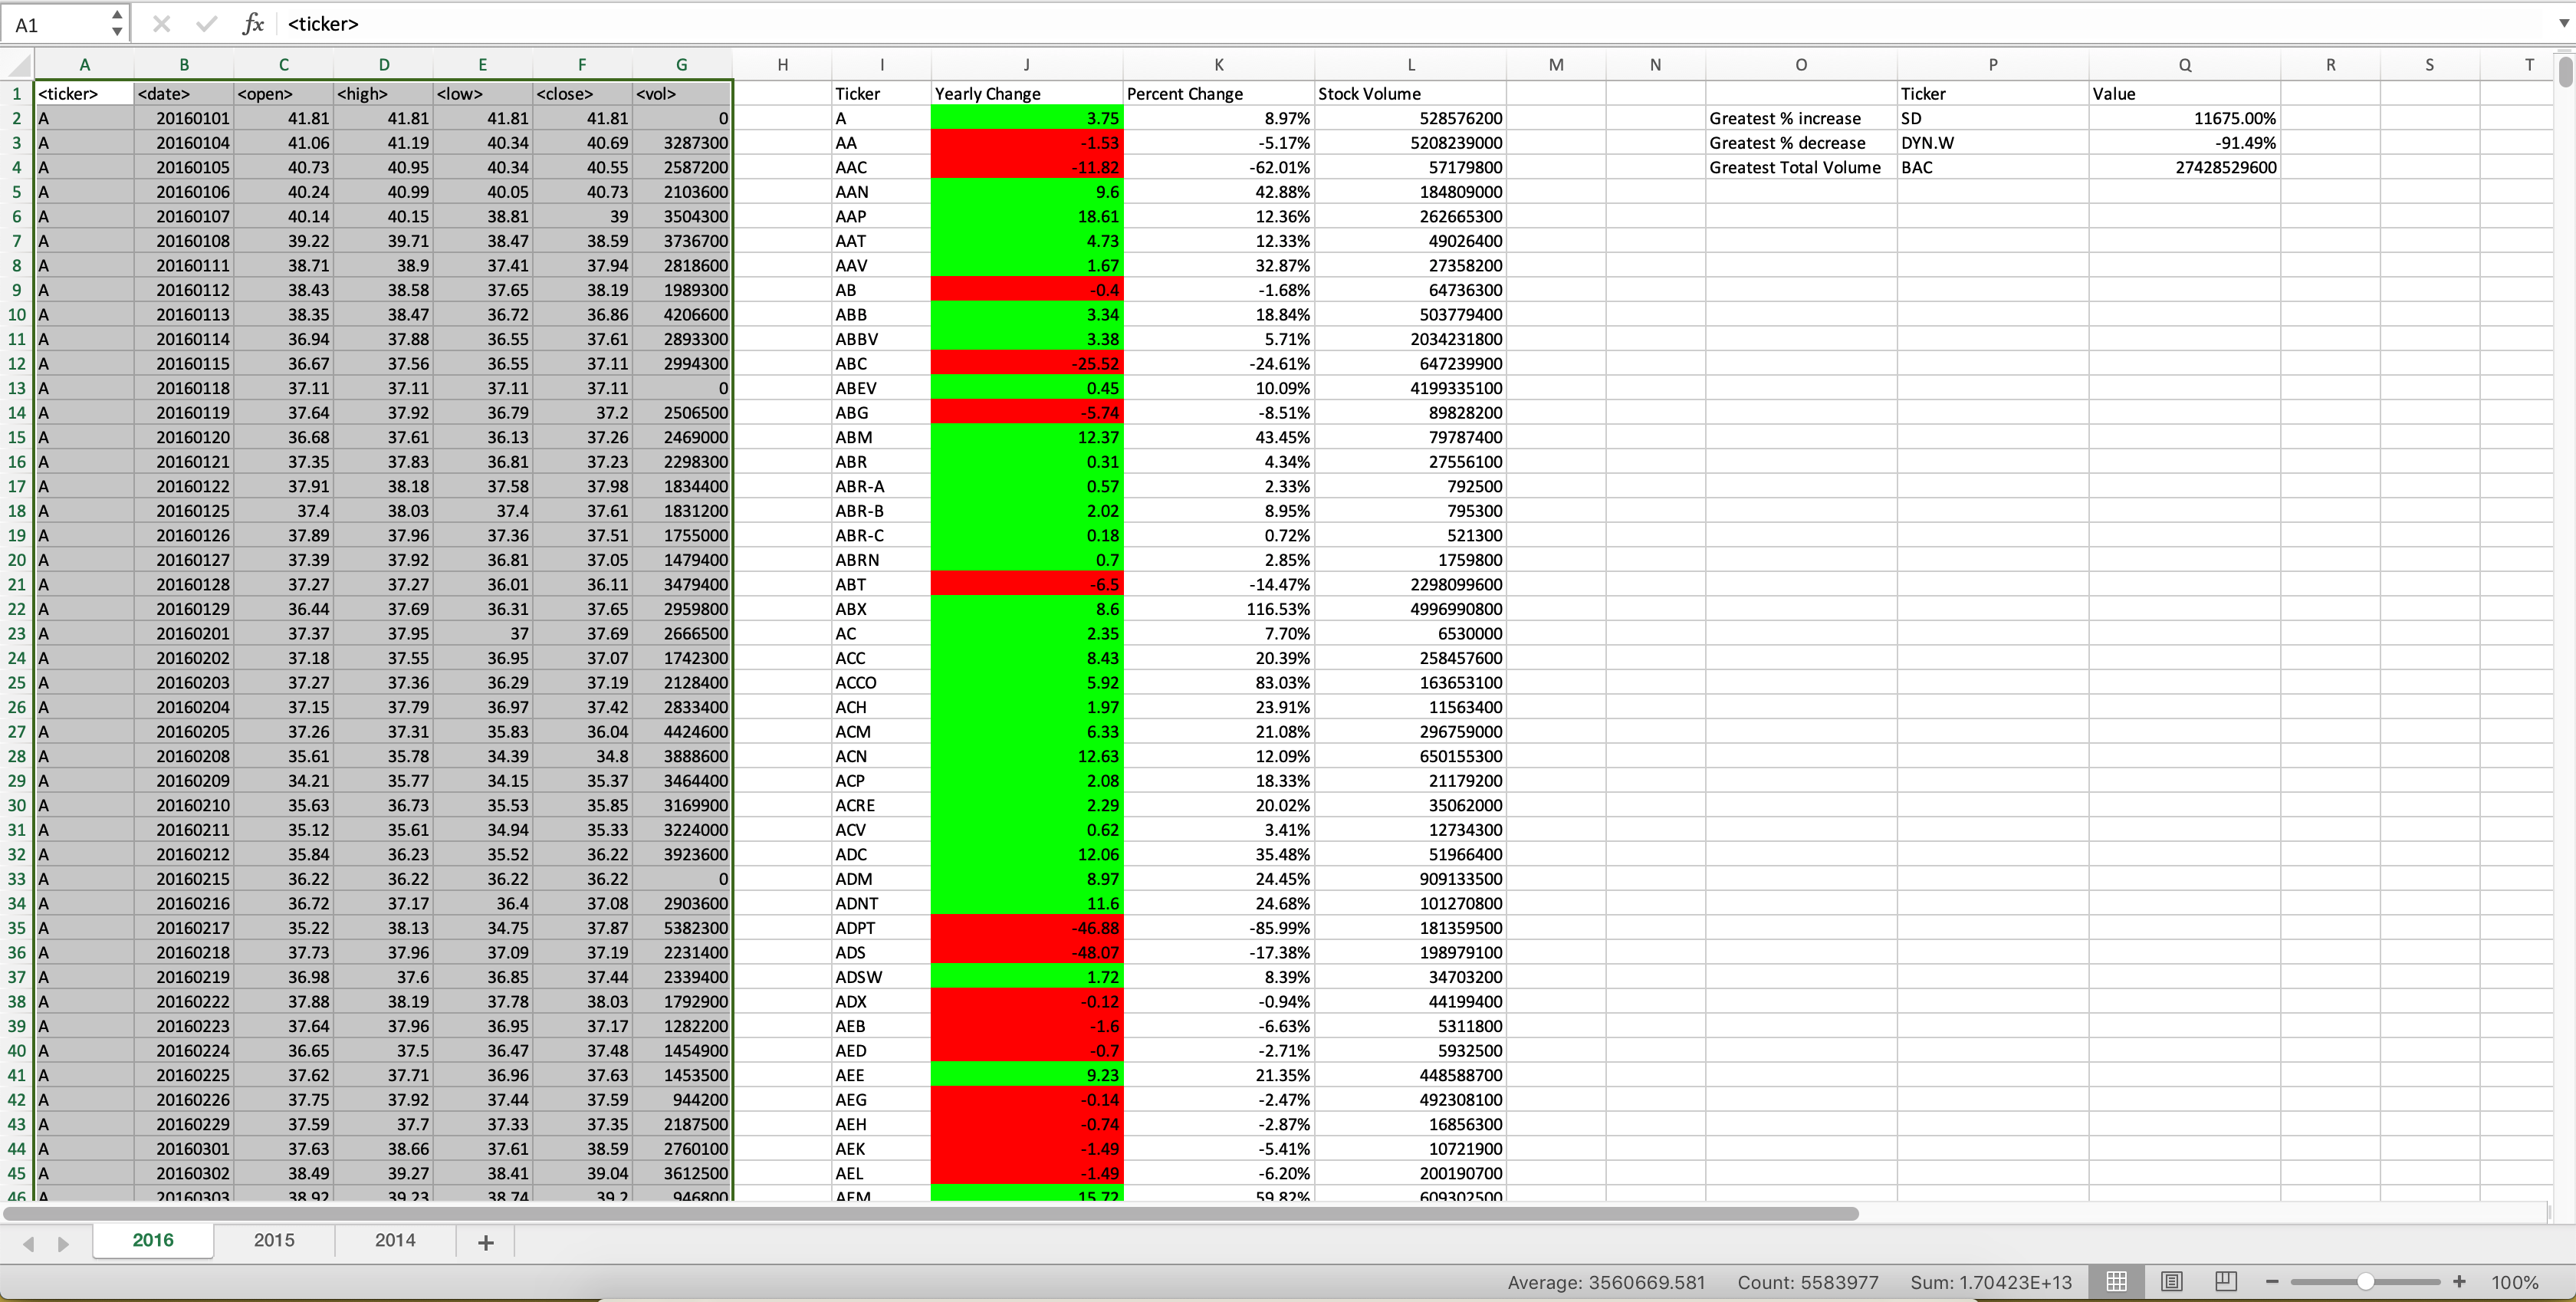 A1 fx <ticker>
A B C D E F G H I J K L M N O P Q R S T
1 <ticker> <date> <open> <high> <low> <close> <vol> Ticker Yearly Change Percent Change Stock Volume Ticker Value
2 A 20160101 41.81 41.81 41.81 41.81 0 A 3.75 8.97% 528576200 Greatest % increase SD 11675.00%
3 A 20160104 41.06 41.19 40.34 40.69 3287300 AA -1.53 -5.17% 5208239000 Greatest % decrease DYN.W -91.49%
4 A 20160105 40.73 40.95 40.34 40.55 2587200 AAC -11.82 -62.01% 57179800 Greatest Total Volume BAC 27428529600
5 A 20160106 40.24 40.99 40.05 40.73 2103600 AAN 9.6 42.88% 184809000
6 A 20160107 40.14 40.15 38.81 39 3504300 AAP 18.61 12.36% 262665300
7 A 20160108 39.22 39.71 38.47 38.59 3736700 AAT 4.73 12.33% 49026400
8 A 20160111 38.71 38.9 37.41 37.94 2818600 AAV 1.67 32.87% 27358200
9 A 20160112 38.43 38.58 37.65 38.19 1989300 AB -0.4 -1.68% 64736300
10 A 20160113 38.35 38.47 36.72 36.86 4206600 ABB 3.34 18.84% 503779400
11 A 20160114 36.94 37.88 36.55 37.61 2893300 ABBV 3.38 5.71% 2034231800
12 A 20160115 36.67 37.56 36.55 37.11 2994300 ABC -25.52 -24.61% 647239900
13 A 20160118 37.11 37.11 37.11 37.11 0 ABEV 0.45 10.09% 4199335100
14 A 20160119 37.64 37.92 36.79 37.2 2506500 ABG -5.74 -8.51% 89828200
15 A 20160120 36.68 37.61 36.13 37.26 2469000 ABM 12.37 43.45% 79787400
16 A 20160121 37.35 37.83 36.81 37.23 2298300 ABR 0.31 4.34% 27556100
17 A 20160122 37.91 38.18 37.58 37.98 1834400 ABR-A 0.57 2.33% 792500
18 A 20160125 37.4 38.03 37.4 37.61 1831200 ABR-B 2.02 8.95% 795300
19 A 20160126 37.89 37.96 37.36 37.51 1755000 ABR-C 0.18 0.72% 521300
20 A 20160127 37.39 37.92 36.81 37.05 1479400 ABRN 0.7 2.85% 1759800
21 A 20160128 37.27 37.27 36.01 36.11 3479400 ABT -6.5 -14.47% 2298099600
22 A 20160129 36.44 37.69 36.31 37.65 2959800 ABX 8.6 116.53% 4996990800
23 A 20160201 37.37 37.95 37 37.69 2666500 AC 2.35 7.70% 6530000
24 A 20160202 37.18 37.55 36.95 37.07 1742300 ACC 8.43 20.39% 258457600
25 A 20160203 37.27 37.36 36.29 37.19 2128400 ACCO 5.92 83.03% 163653100
26 A 20160204 37.15 37.79 36.97 37.42 2833400 ACH 1.97 23.91% 11563400
27 A 20160205 37.26 37.31 35.83 36.04 4424600 ACM 6.33 21.08% 296759000
28 A 20160208 35.61 35.78 34.39 34.8 3888600 ACN 12.63 12.09% 650155300
29 A 20160209 34.21 35.77 34.15 35.37 3464400 ACP 2.08 18.33% 21179200
30 A 20160210 35.63 36.73 35.53 35.85 3169900 ACRE 2.29 20.02% 35062000
31 A 20160211 35.12 35.61 34.94 35.33 3224000 ACV 0.62 3.41% 12734300
32 A 20160212 35.84 36.23 35.52 36.22 3923600 ADC 12.06 35.48% 51966400
33 A 20160215 36.22 36.22 36.22 36.22 0 ADM 8.97 24.45% 909133500
34 A 20160216 36.72 37.17 36.4 37.08 2903600 ADNT 11.6 24.68% 101270800
35 A 20160217 35.22 38.13 34.75 37.87 5382300 ADPT -46.88 -85.99% 181359500
36 A 20160218 37.73 37.96 37.09 37.19 2231400 ADS -48.07 -17.38% 198979100
37 A 20160219 36.98 37.6 36.85 37.44 2339400 ADSW 1.72 8.39% 34703200
38 A 20160222 37.88 38.19 37.78 38.03 1792900 ADX -0.12 -0.94% 44199400
39 A 20160223 37.64 37.96 36.95 37.17 1282200 AEB -1.6 -6.63% 5311800
40 A 20160224 36.65 37.5 36.47 37.48 1454900 AED -0.7 -2.71% 5932500
41 A 20160225 37.62 37.71 36.96 37.63 1453500 AEE 9.23 21.35% 448588700
42 A 20160226 37.75 37.92 37.44 37.59 944200 AEG -0.14 -2.47% 492308100
43 A 20160229 37.59 37.7 37.33 37.35 2187500 AEH -0.74 -2.87% 16856300
44 A 20160301 37.63 38.66 37.61 38.59 2760100 AEK -1.49 -5.41% 10721900
45 A 20160302 38.49 39.27 38.41 39.04 3612500 AEL -1.49 -6.20% 200190700
46 A 20160303 38.92 39.23 38.74 39.2 946800 AEM 15.72 59.82% 609302500
2016 2015 2014 +
Average: 3560669.581 Count: 5583977 Sum: 1.70423E+13 − + 100%